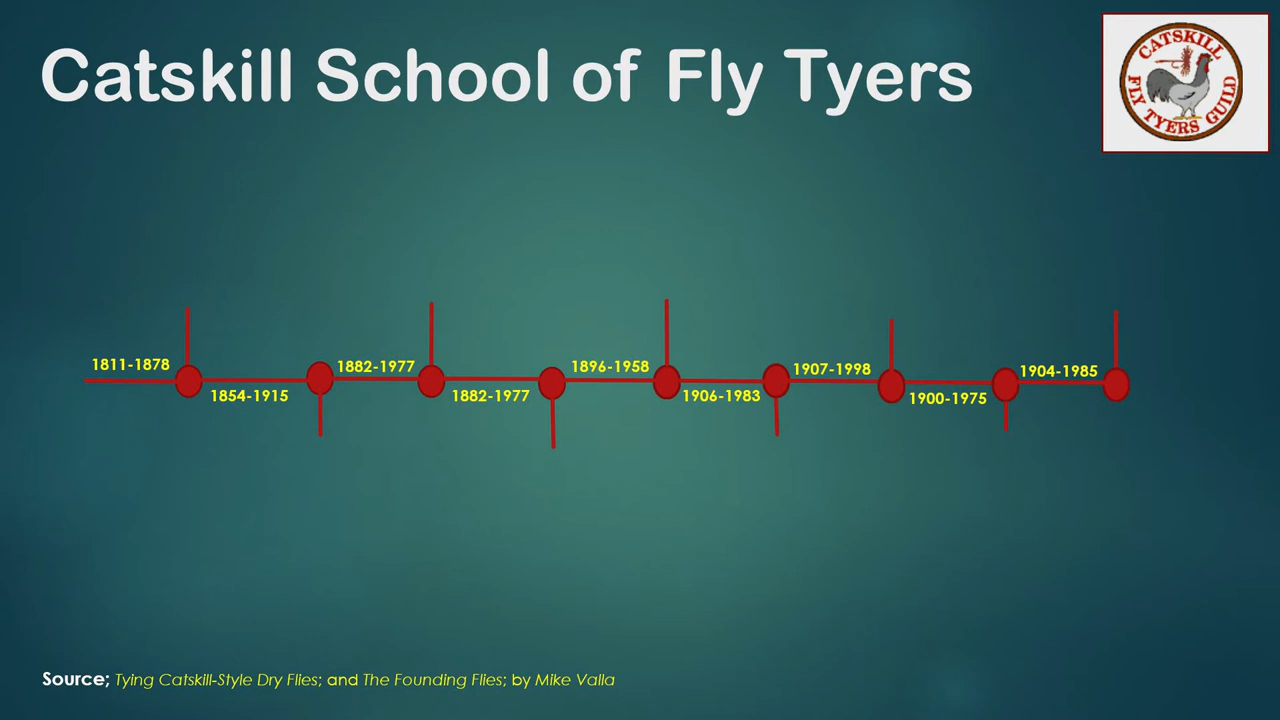 Catskill School of Fly Tyers
CATSKILL
FLY TYERS GUILD
1811-1878
1854-1915
1882-1977
1882-1977
1896-1958
1906-1983
1907-1998
1900-1975
1904-1985
Source; Tying Catskill-Style Dry Flies; and The Founding Flies; by Mike Valla